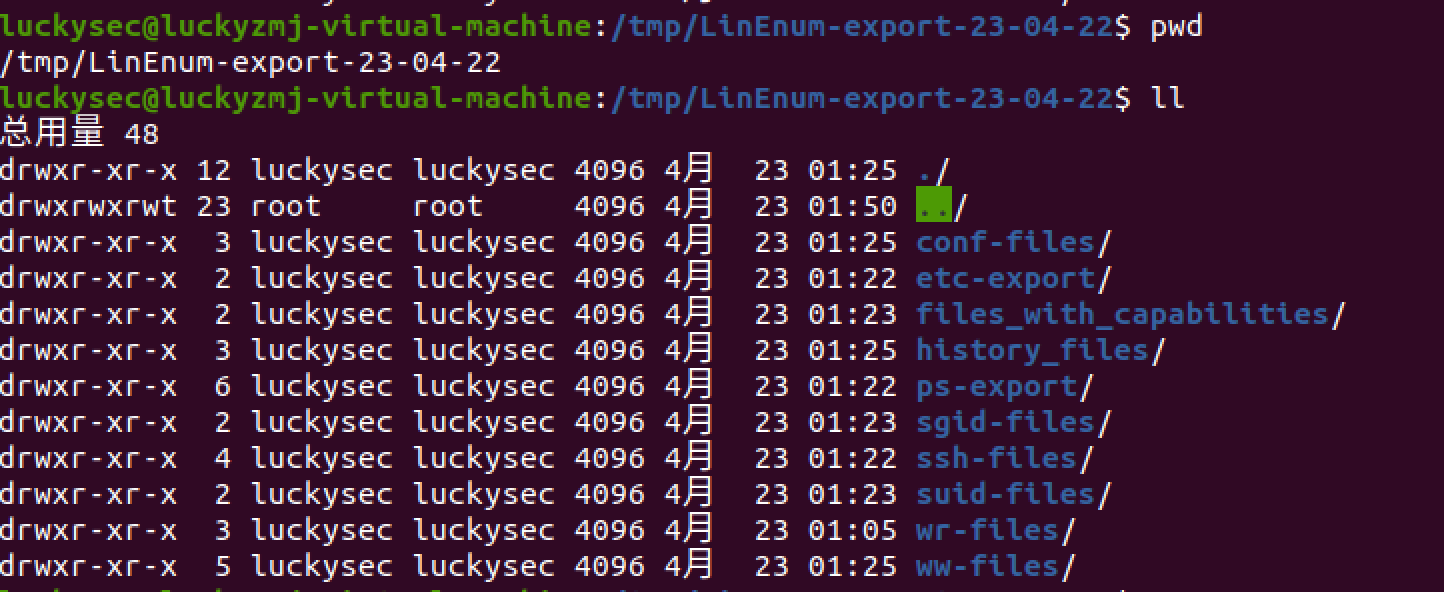 luckysec@luckyzmj-virtual-machine:/tmp/LinEnum-export-23-04-22$ pwd
/tmp/LinEnum-export-23-04-22
luckysec@luckyzmj-virtual-machine:/tmp/LinEnum-export-23-04-22$ ll
总用量 48
drwxr-xr-x 12 luckysec luckysec 4096 4月  23 01:25 ./
drwxrwxrwt 23 root     root     4096 4月  23 01:50 ../
drwxr-xr-x  3 luckysec luckysec 4096 4月  23 01:25 conf-files/
drwxr-xr-x  2 luckysec luckysec 4096 4月  23 01:22 etc-export/
drwxr-xr-x  2 luckysec luckysec 4096 4月  23 01:23 files_with_capabilities/
drwxr-xr-x  3 luckysec luckysec 4096 4月  23 01:25 history_files/
drwxr-xr-x  6 luckysec luckysec 4096 4月  23 01:22 ps-export/
drwxr-xr-x  2 luckysec luckysec 4096 4月  23 01:23 sgid-files/
drwxr-xr-x  4 luckysec luckysec 4096 4月  23 01:22 ssh-files/
drwxr-xr-x  2 luckysec luckysec 4096 4月  23 01:23 suid-files/
drwxr-xr-x  3 luckysec luckysec 4096 4月  23 01:05 wr-files/
drwxr-xr-x  5 luckysec luckysec 4096 4月  23 01:25 ww-files/